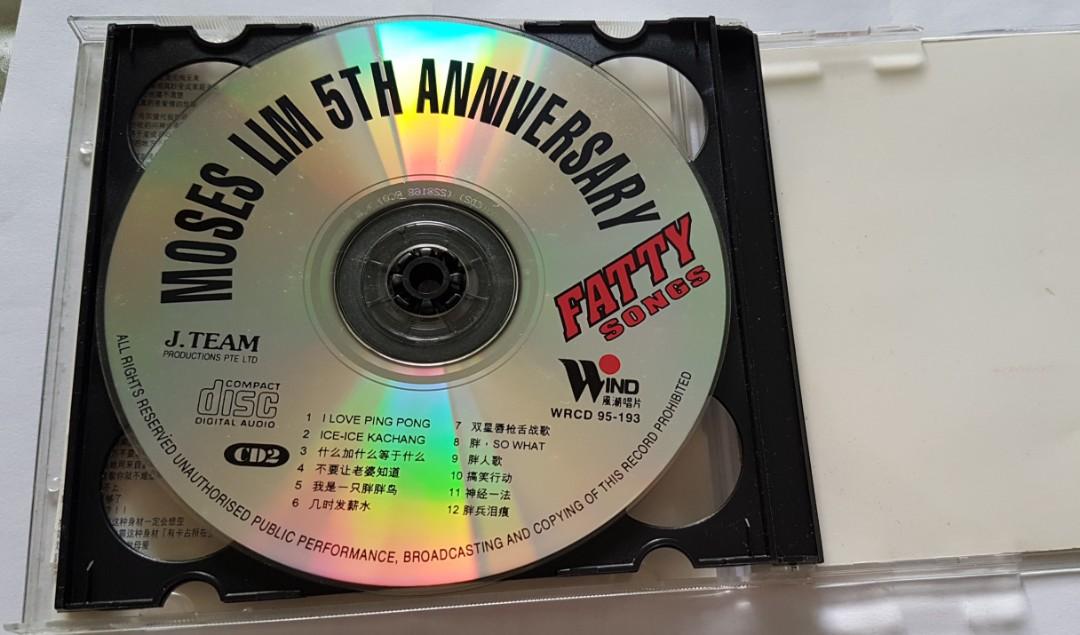 MOSES LIM 5TH ANNIVERSARY
FATTY
SONGS
J. TEAM
PRODUCTIONS PTE LTD
WIND
風潮唱片
WRCD 95-193
COMPACT
disc
DIGITAL AUDIO
CD2
1 I LOVE PING PONG
2 ICE-ICE KACHANG
3 什么加什么等于什么
4 不要让老婆知道
5 我是一只胖胖鸟
6 几时发薪水
7 双星唇枪舌战歌
8 胖,SO WHAT
9 胖人歌
10 搞笑行动
11 神经一法
12 胖兵泪痕
ALL RIGHTS RESERVED UNAUTHORISED PUBLIC PERFORMANCE, BROADCASTING AND COPYING OF THIS RECORD PROHIBITED